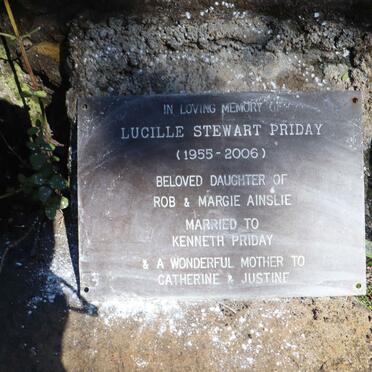 IN LOVING MEMORY OF
LUCILLE STEWART PRIDAY
(1955-2006)
BELOVED DAUGHTER OF
ROB & MARGIE AINSLIE
MARRIED TO
KENNETH PRIDAY
& A WONDERFUL MOTHER TO
CATHERINE & JUSTINE